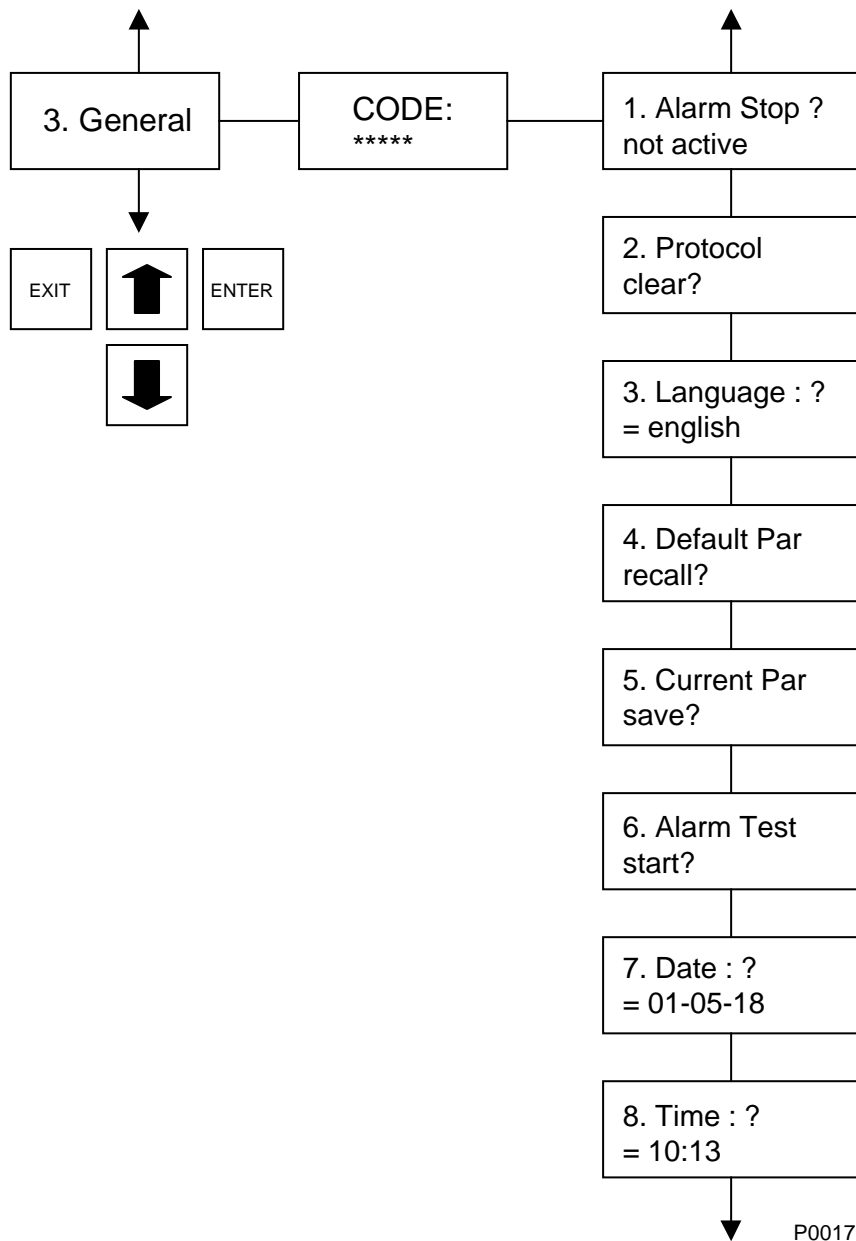 3. General
CODE:
*****
EXIT
ENTER
1. Alarm Stop ?
not active
2. Protocol
clear?
3. Language : ?
= english
4. Default Par
recall?
5. Current Par
save?
6. Alarm Test
start?
7. Date : ?
= 01-05-18
8. Time : ?
= 10:13
P0017